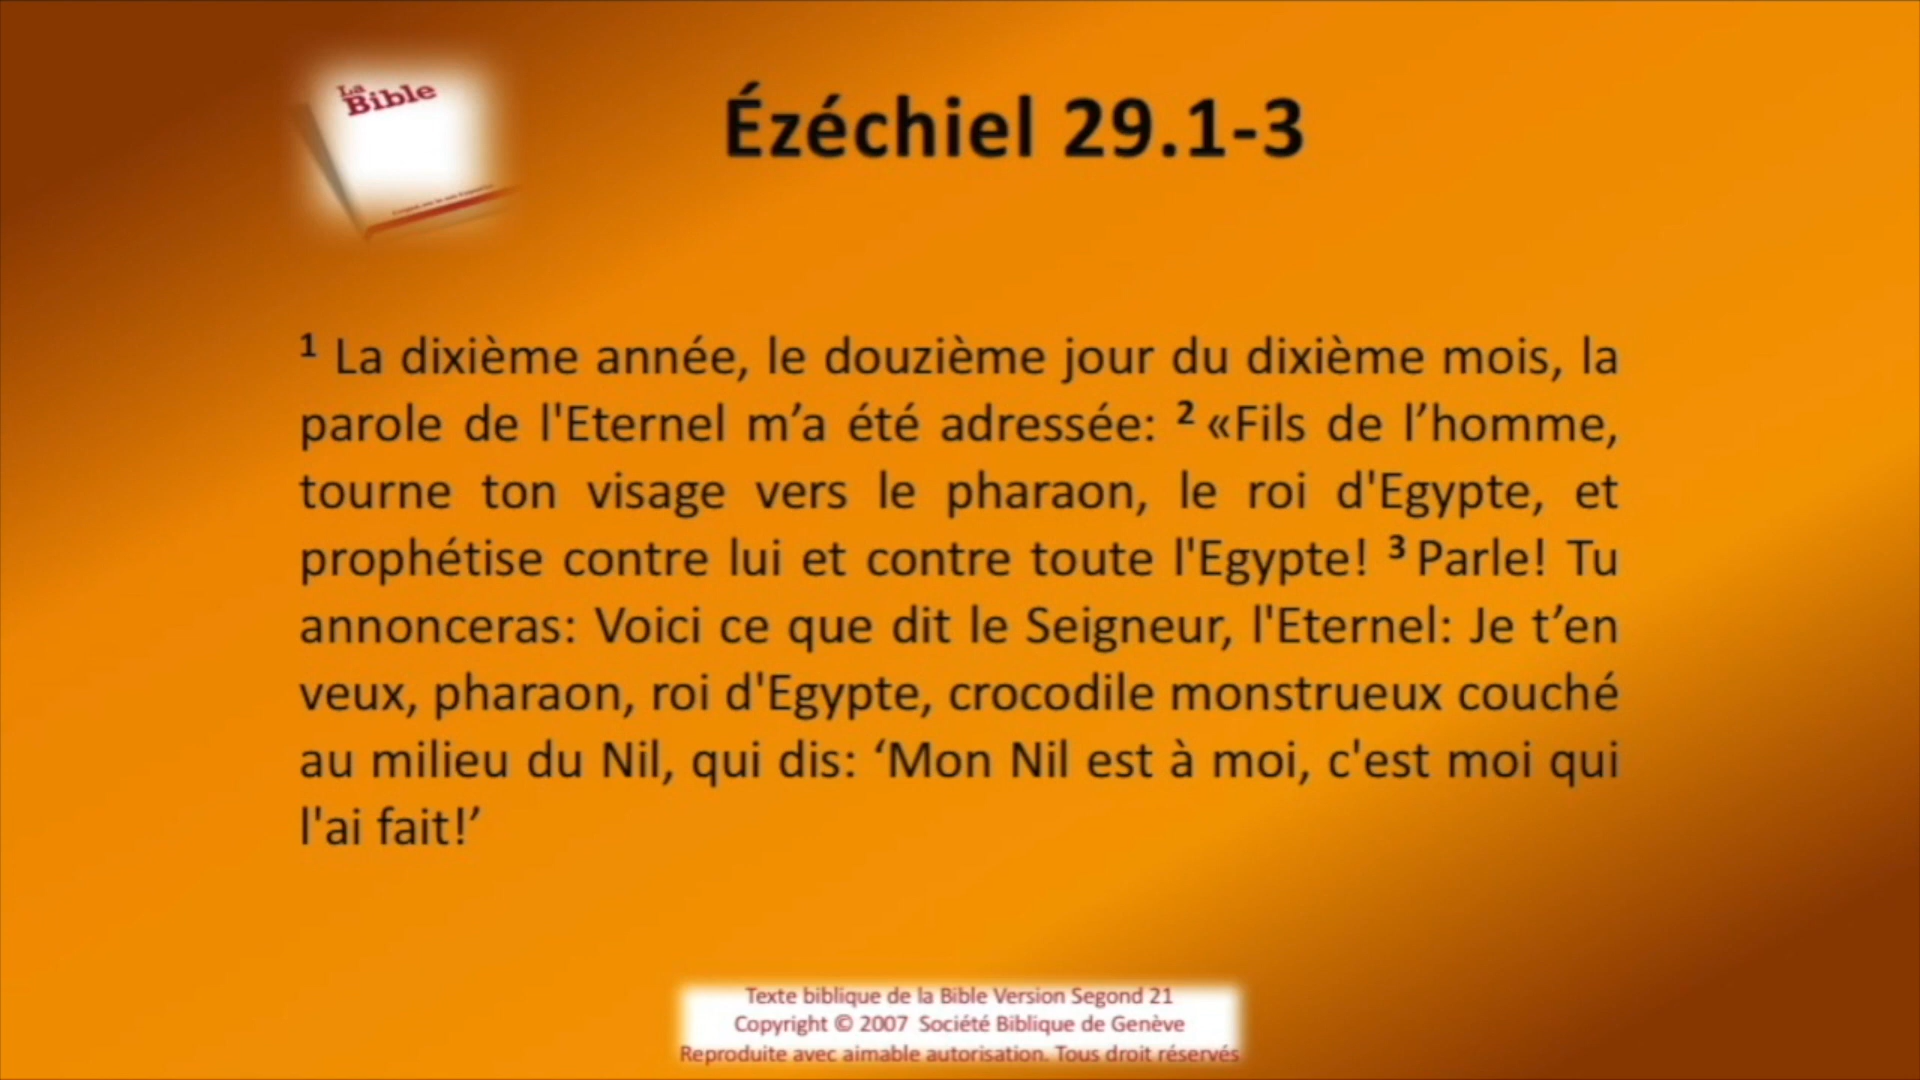 La
Bible
Ézéchiel 29.1-3
1 La dixième année, le douzième jour du dixième mois, la
parole de l'Eternel m’a été adressée: 2 «Fils de l’homme,
tourne ton visage vers le pharaon, le roi d'Egypte, et
prophétise contre lui et contre toute l'Egypte! 3 Parle! Tu
annonceras: Voici ce que dit le Seigneur, l'Eternel: Je t’en
veux, pharaon, roi d'Egypte, crocodile monstrueux couché
au milieu du Nil, qui dis: ‘Mon Nil est à moi, c'est moi qui
l'ai fait!’
Texte biblique de la Bible Version Segond 21
Copyright © 2007 Société Biblique de Genève
Reproduite avec aimable autorisation. Tous droit réservés